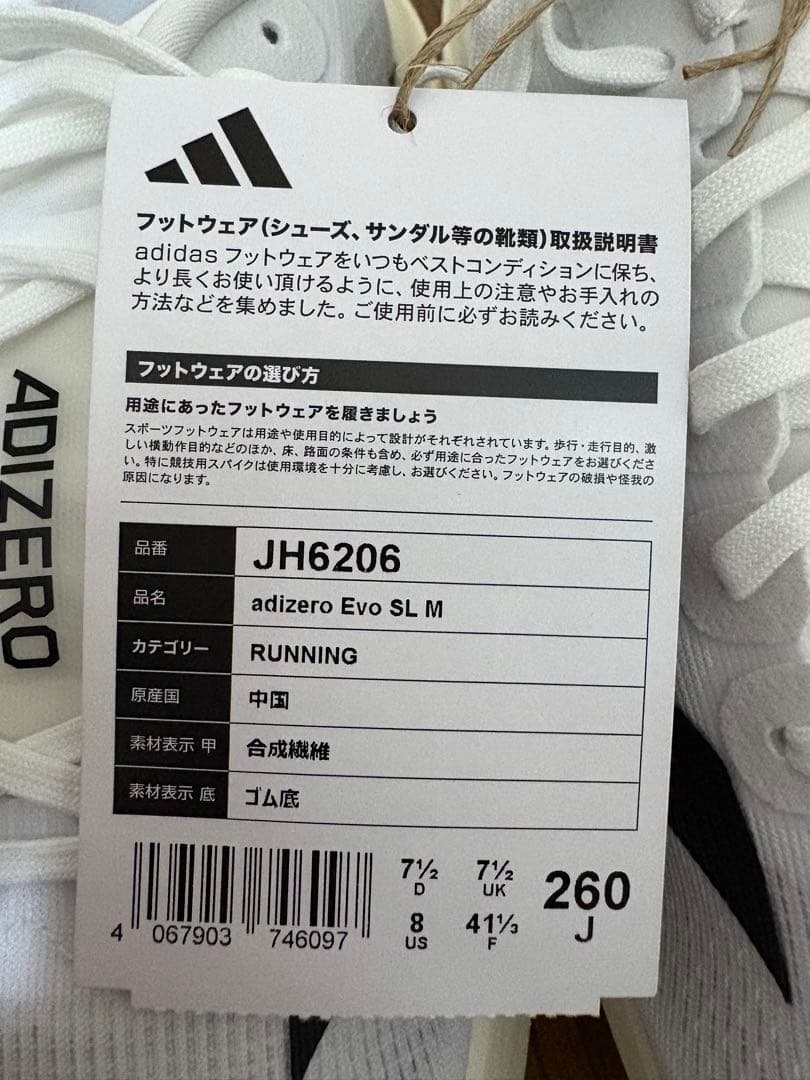 フットウェア(シューズ、サンダル等の靴類)取扱説明書
adidas フットウェアをいつもベストコンディションに保ち、
より長くお使い頂けるように、使用上の注意やお手入れの
方法などを集めました。ご使用前に必ずお読みください。
フットウェアの選び方
用途にあったフットウェアを履きましょう
スポーツフットウェアは用途や使用目的によって設計がそれぞれされています。歩行・走行目的、激
しい横動作目的などのほか、床、路面の条件も含め、必ず用途に合ったフットウェアをお選びくださ
い。特に競技用スパイクは使用環境を十分に考慮し、お選びください。フットウェアの破損や怪我の
原因になります。
品番 JH6206
品名 adizero Evo SL M
カテゴリー RUNNING
原産国 中国
素材表示 甲 合成繊維
素材表示 底 ゴム底
7½ D 7½ UK 260 J
8 US 41⅓ F
4 067903 746097
ADIZERO